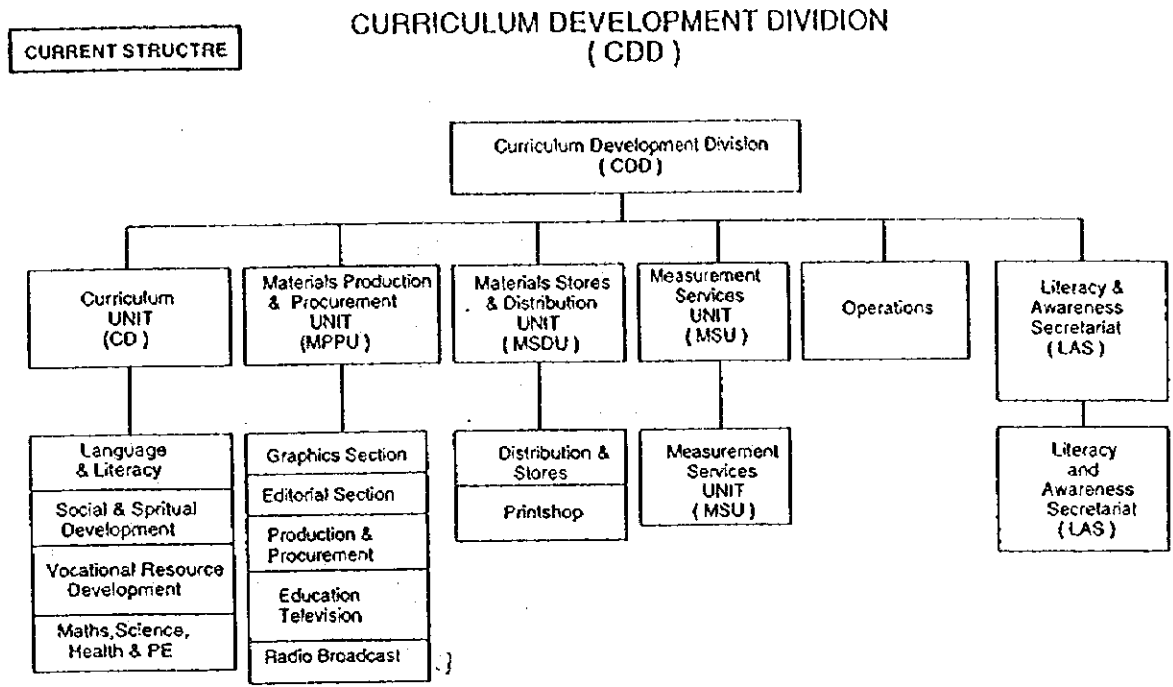 CURRICULUM DEVELOPMENT DIVIDION
( CDD )
CURRENT STRUCTRE
Curriculum Development Division
( CDD )
Curriculum
UNIT
(CD )
Materials Production
& Procurement
UNIT
(MPPU)
Materials Stores
& Distribution
UNIT
( MSDU )
Measurement
Services
UNIT
( MSU )
Operations
Literacy &
Awareness
Secretariat
( LAS )
Language
& Literacy
Social & Spritual
Development
Vocational Resource
Development
Maths,Science,
Health & PE
Graphics Section
Editorial Section
Production &
Procurement
Education
Television
Radio Broadcast
Distribution &
Stores
Printshop
Measurement
Services
UNIT
( MSU )
Literacy
and
Awareness
Secretariat
( LAS )